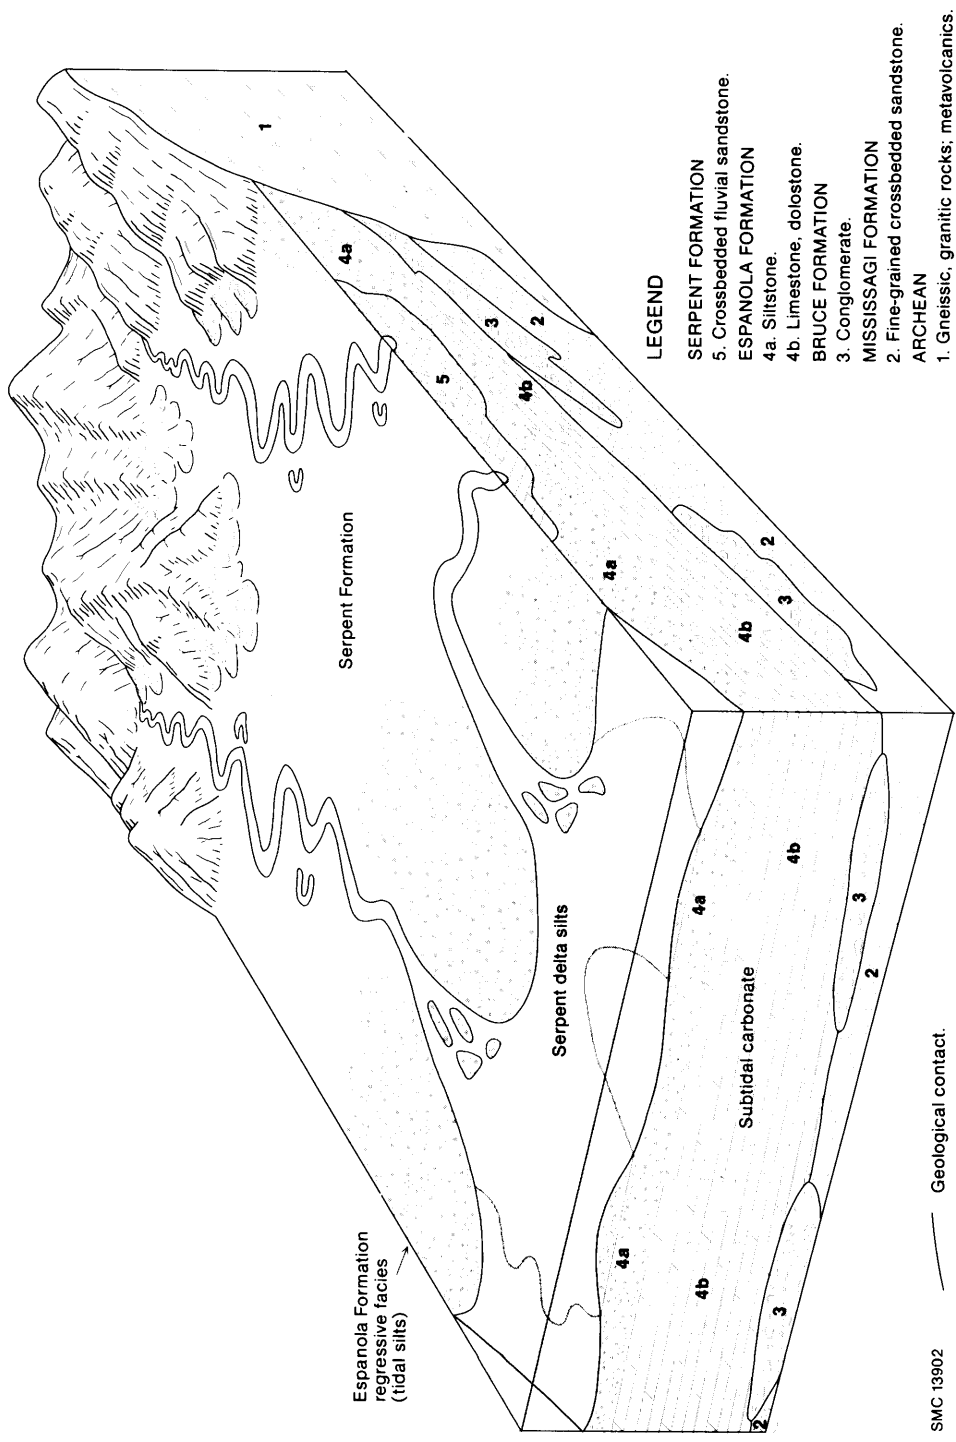 1
4a
5
3
2
4b
Serpent Formation
4a
2
3
4b
Espanola Formation
regressive facies
(tidal silts)
Serpent delta silts
4a
4b
3
2
Subtidal carbonate
4a
4b
3
2
LEGEND
SERPENT FORMATION
5. Crossbedded fluvial sandstone.
ESPANOLA FORMATION
4a. Siltstone.
4b. Limestone, dolostone.
BRUCE FORMATION
3. Conglomerate.
MISSISSAGI FORMATION
2. Fine-grained crossbedded sandstone.
ARCHEAN
1. Gneissic, granitic rocks; metavolcanics.
SMC 13902
Geological contact.